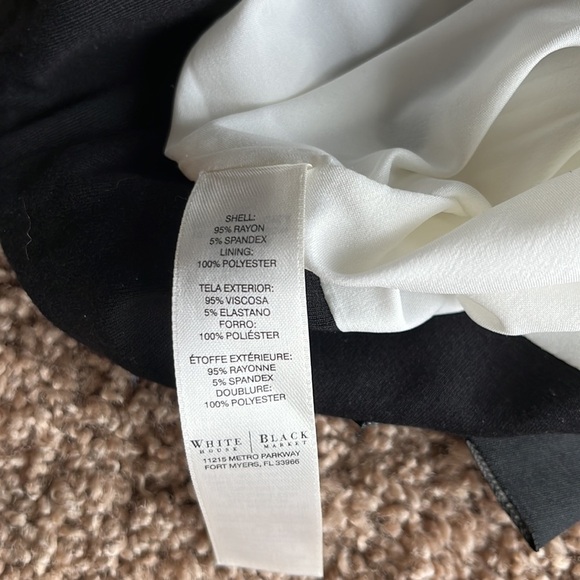 SHELL:
95% RAYON
5% SPANDEX
LINING:
100% POLYESTER
TELA EXTERIOR:
95% VISCOSA
5% ELASTANO
FORRO:
100% POLIÉSTER
ÉTOFFE EXTÉRIEURE:
95% RAYONNE
5% SPANDEX
DOUBLURE:
100% POLYESTER
WHITE | BLACK
HOUSE | MARKET
11215 METRO PARKWAY
FORT MYERS, FL 33966